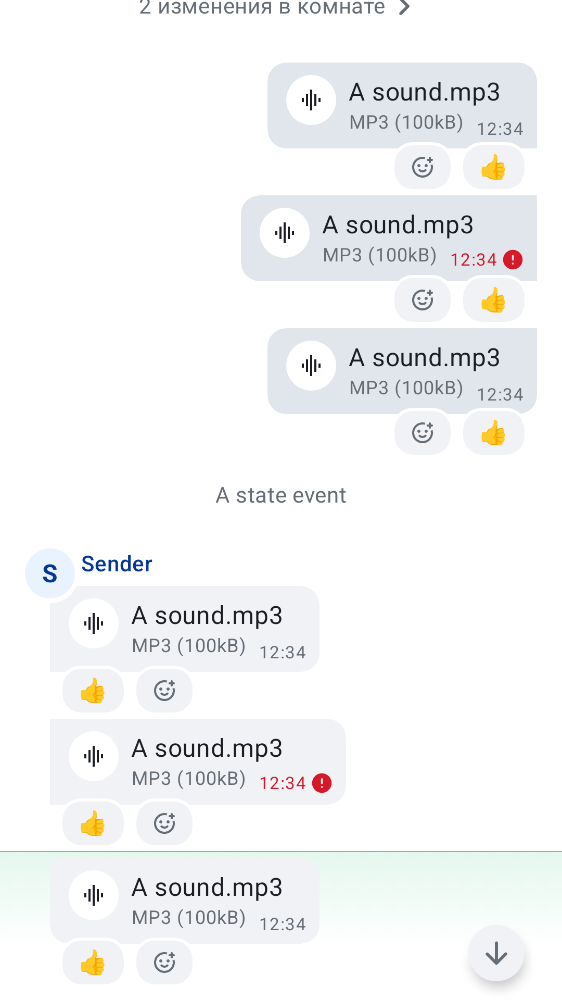 2 изменения в комнате
A sound.mp3
MP3 (100kB) 12:34
👍
A sound.mp3
MP3 (100kB) 12:34
👍
A sound.mp3
MP3 (100kB) 12:34
👍
A state event
S Sender
A sound.mp3
MP3 (100kB) 12:34
👍
A sound.mp3
MP3 (100kB) 12:34
👍
A sound.mp3
MP3 (100kB) 12:34
👍